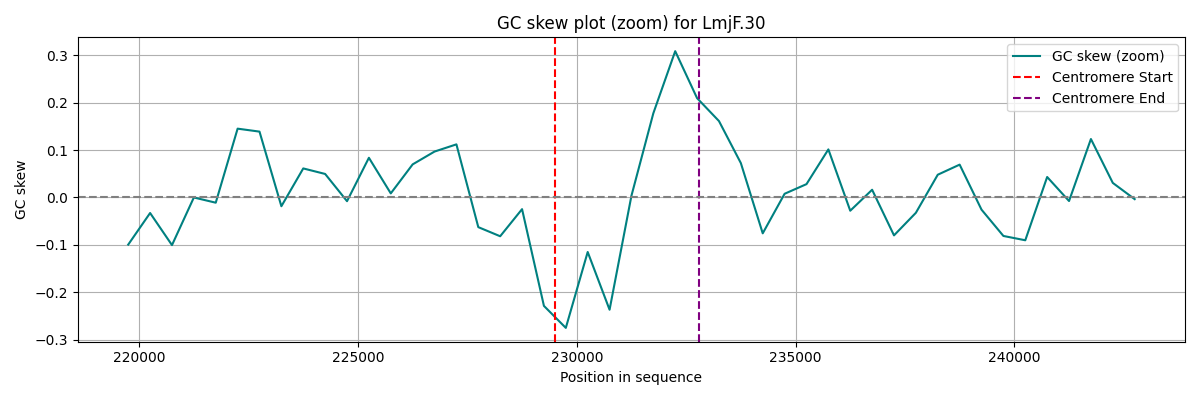 GC skew plot (zoom) for LmjF.30
GC skew (zoom)
Centromere Start
Centromere End
GC skew
0.3
0.2
0.1
0.0
−0.1
−0.2
−0.3
220000 225000 230000 235000 240000
Position in sequence